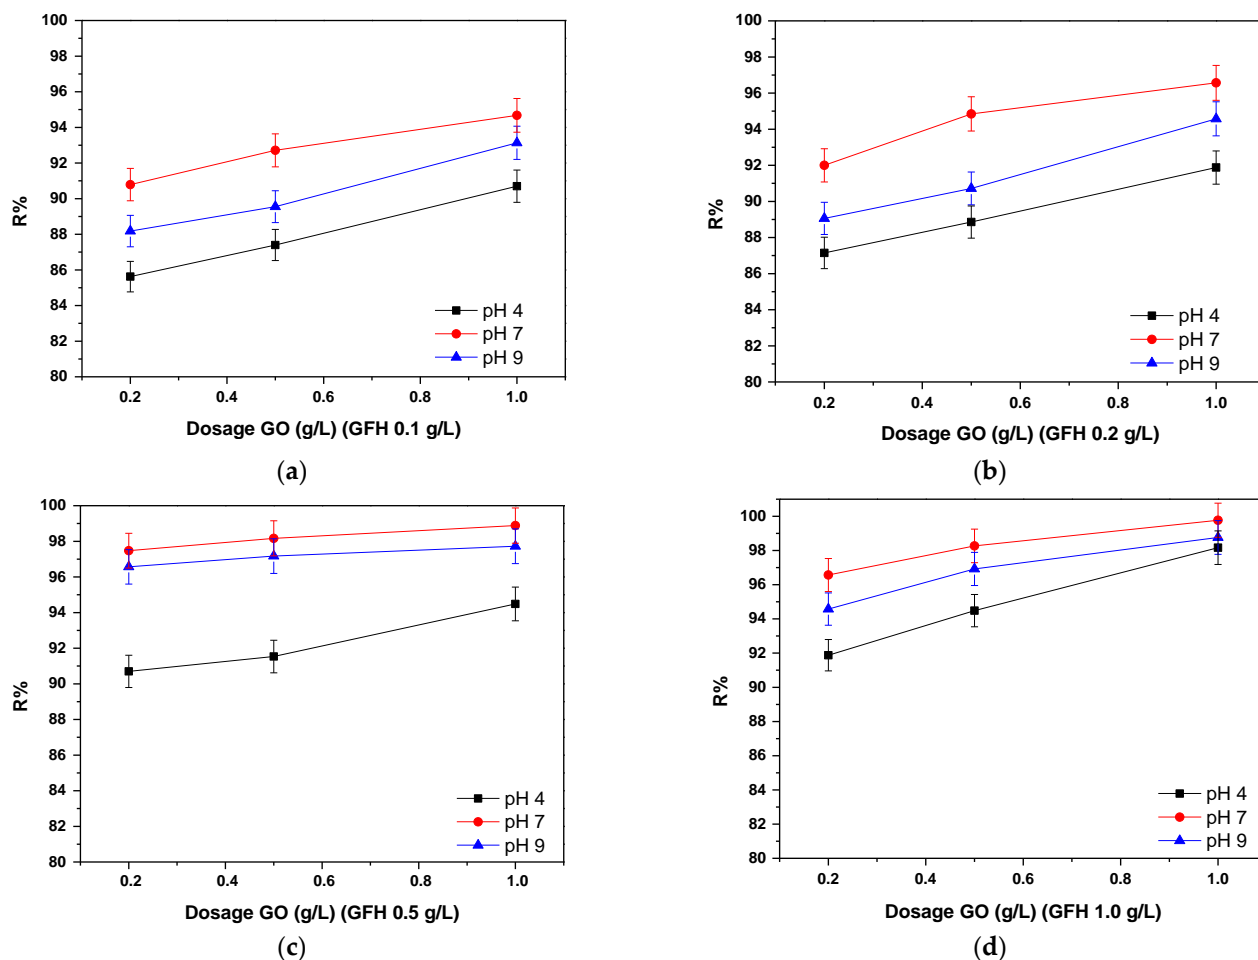 100
98
96
94
92
90
88
86
84
82
80
R%
pH 4
pH 7
pH 9
0.2 0.4 0.6 0.8 1.0
Dosage GO (g/L) (GFH 0.1 g/L)
(a)
100
98
96
94
92
90
88
86
84
82
80
R%
pH 4
pH 7
pH 9
0.2 0.4 0.6 0.8 1.0
Dosage GO (g/L) (GFH 0.2 g/L)
(b)
100
98
96
94
92
90
88
86
84
82
80
R%
pH 4
pH 7
pH 9
0.2 0.4 0.6 0.8 1.0
Dosage GO (g/L) (GFH 0.5 g/L)
(c)
100
98
96
94
92
90
88
86
84
82
80
R%
pH 4
pH 7
pH 9
0.2 0.4 0.6 0.8 1.0
Dosage GO (g/L) (GFH 1.0 g/L)
(d)